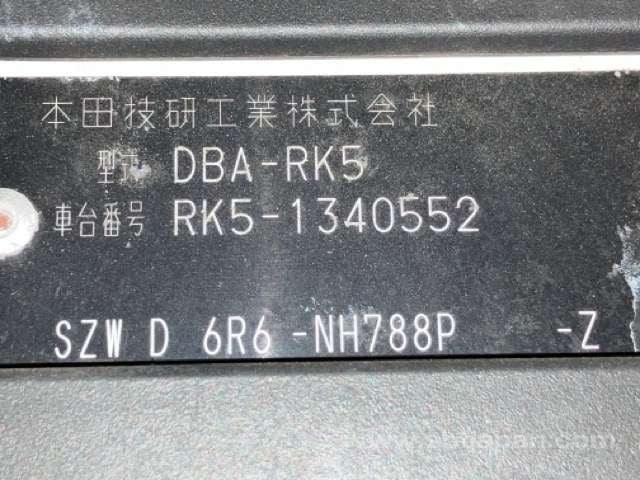 本田技研工業株式会社
型式 DBA-RK5
車台番号 RK5-1340552
SZW D 6R6 -NH788P -Z